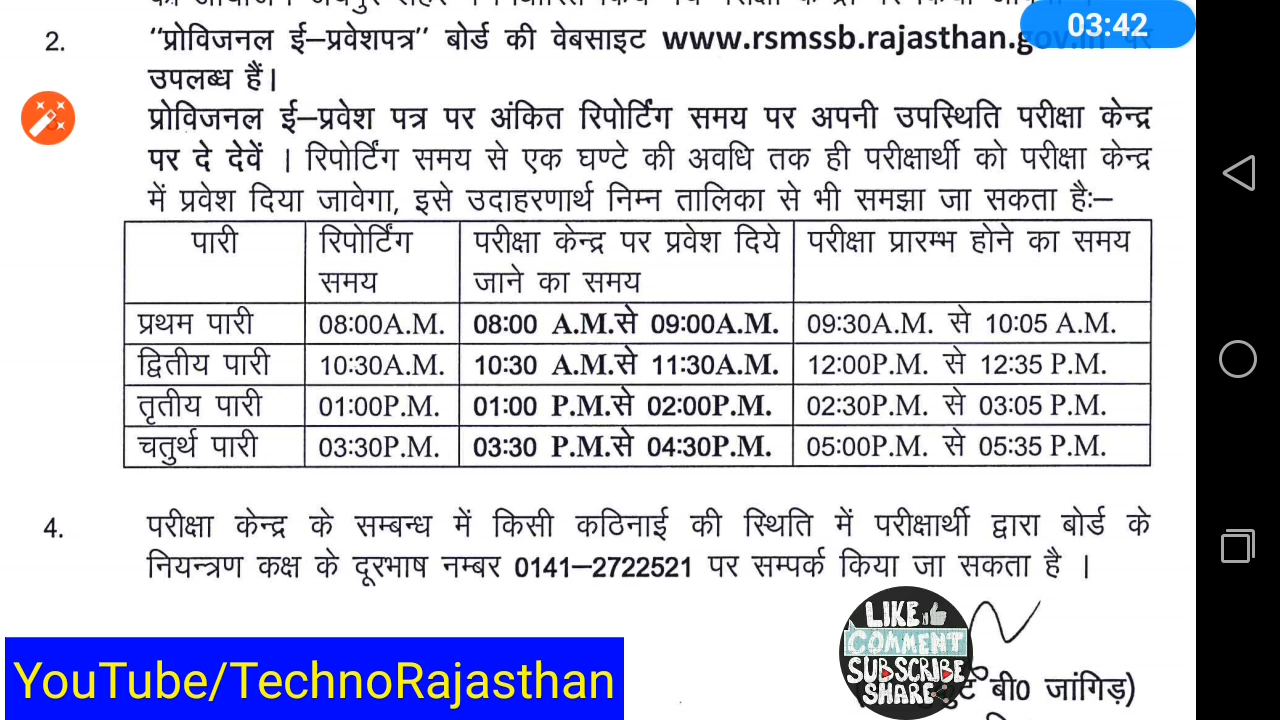 03:42
2. “प्रोविजनल ई–प्रवेशपत्र” बोर्ड की वेबसाइट www.rsmssb.rajasthan.gov.in पर
उपलब्ध हैं।
प्रोविजनल ई–प्रवेश पत्र पर अंकित रिपोर्टिंग समय पर अपनी उपस्थिति परीक्षा केन्द्र
पर दे देवें । रिपोर्टिंग समय से एक घण्टे की अवधि तक ही परीक्षार्थी को परीक्षा केन्द्र
में प्रवेश दिया जावेगा, इसे उदाहरणार्थ निम्न तालिका से भी समझा जा सकता हैः–
पारी रिपोर्टिंग समय परीक्षा केन्द्र पर प्रवेश दिये जाने का समय परीक्षा प्रारम्भ होने का समय
प्रथम पारी 08:00A.M. 08:00 A.M.से 09:00A.M. 09:30A.M. से 10:05 A.M.
द्वितीय पारी 10:30A.M. 10:30 A.M.से 11:30A.M. 12:00P.M. से 12:35 P.M.
तृतीय पारी 01:00P.M. 01:00 P.M.से 02:00P.M. 02:30P.M. से 03:05 P.M.
चतुर्थ पारी 03:30P.M. 03:30 P.M.से 04:30P.M. 05:00P.M. से 05:35 P.M.
4. परीक्षा केन्द्र के सम्बन्ध में किसी कठिनाई की स्थिति में परीक्षार्थी द्वारा बोर्ड के
नियन्त्रण कक्ष के दूरभाष नम्बर 0141–2722521 पर सम्पर्क किया जा सकता है ।
LIKE
COMMENT
SUBSCRIBE
SHARE
बी0 जांगिड़)
YouTube/TechnoRajasthan